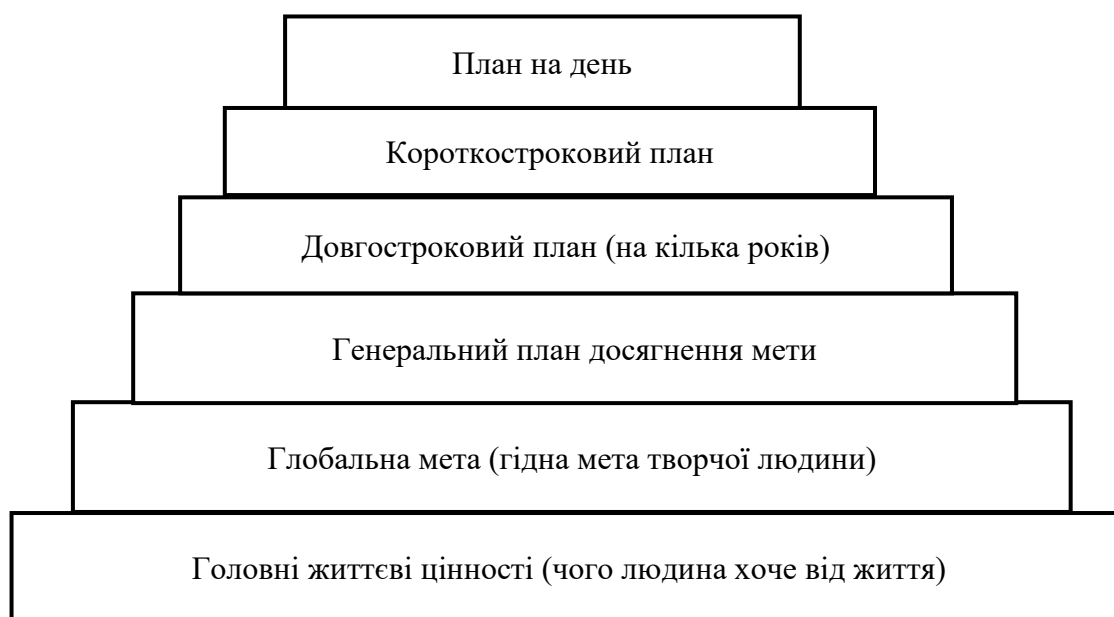 План на день
Короткостроковий план
Довгостроковий план (на кілька років)
Генеральний план досягнення мети
Глобальна мета (гідна мета творчої людини)
Головні життєві цінності (чого людина хоче від життя)